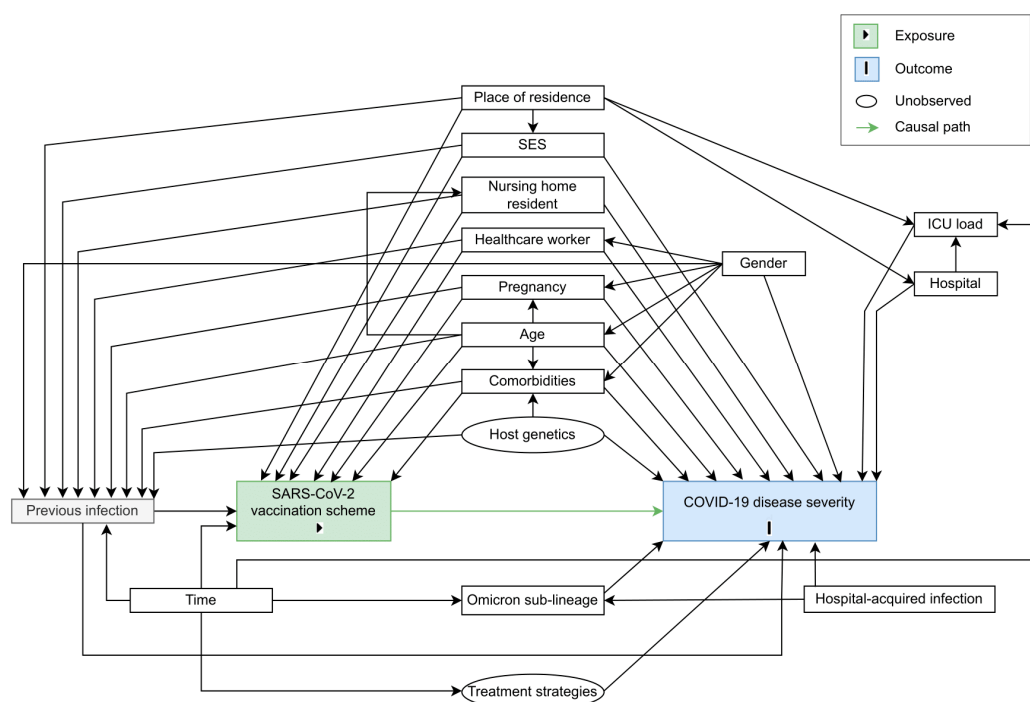 Exposure
Outcome
Unobserved
Causal path
Place of residence
SES
Nursing home
resident
Healthcare worker
Gender
ICU load
Hospital
Pregnancy
Age
Comorbidities
Host genetics
Previous infection
SARS-CoV-2
vaccination scheme
COVID-19 disease severity
Time
Omicron sub-lineage
Hospital-acquired infection
Treatment strategies